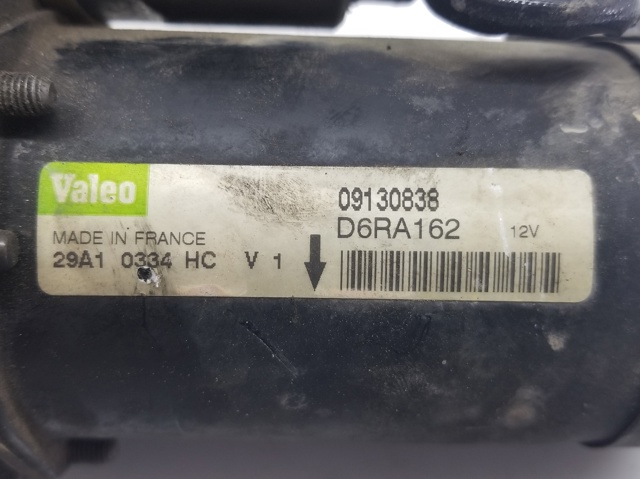 Valeo
09130838
D6RA162 12V
MADE IN FRANCE
29A1 0334 HC V 1